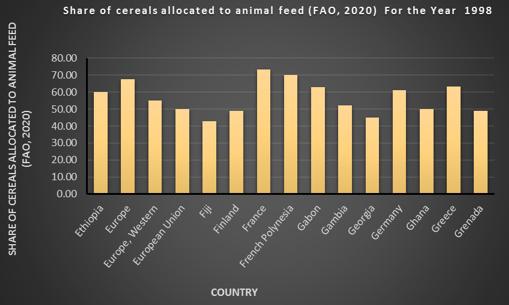 Share of cereals allocated to animal feed (FAO, 2020) For the Year 1998
SHARE OF CEREALS ALLOCATED TO ANIMAL FEED
(FAO, 2020)
80.00
70.00
60.00
50.00
40.00
30.00
20.00
10.00
0.00
Ethiopia
Europe
Europe, Western
European Union
Fiji
Finland
France
French Polynesia
Gabon
Gambia
Georgia
Germany
Ghana
Greece
Grenada
COUNTRY